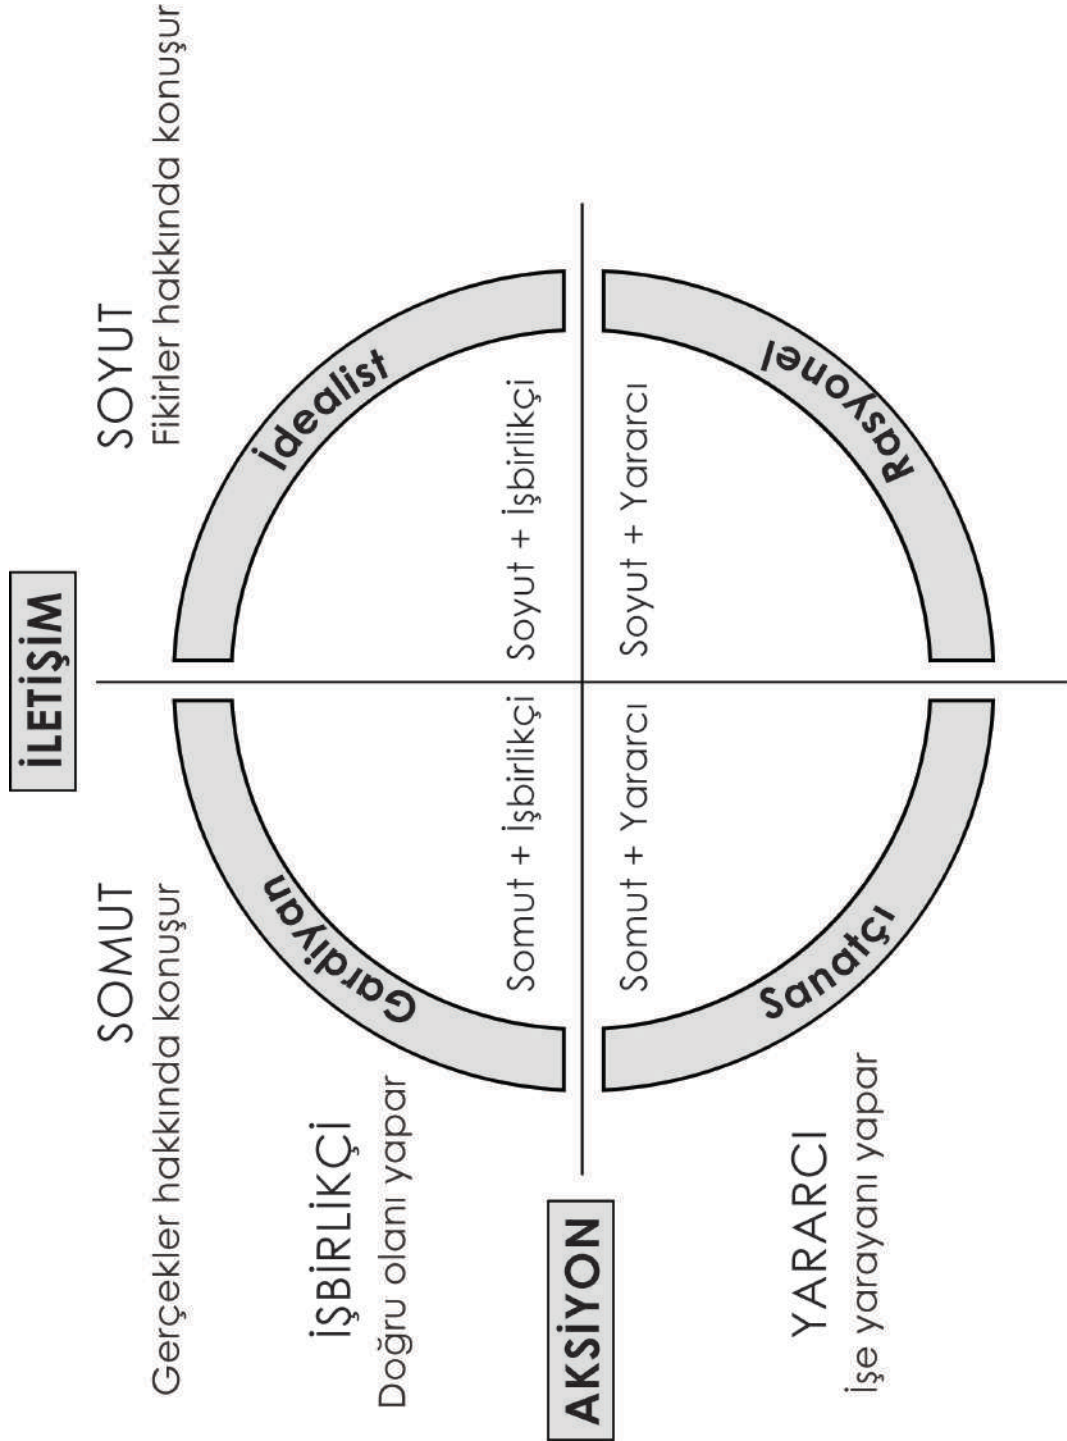 İLETİŞİM
SOMUT
Gerçekler hakkında konuşur
SOYUT
Fikirler hakkında konuşur
İŞBİRLİKÇİ
Doğru olanı yapar
Gardiyan
İdealist
Somut + İşbirlikçi
Soyut + İşbirlikçi
AKSİYON
Somut + Yararcı
Soyut + Yararcı
YARARCI
İşe yarayanı yapar
Sanatçı
Rasyonel